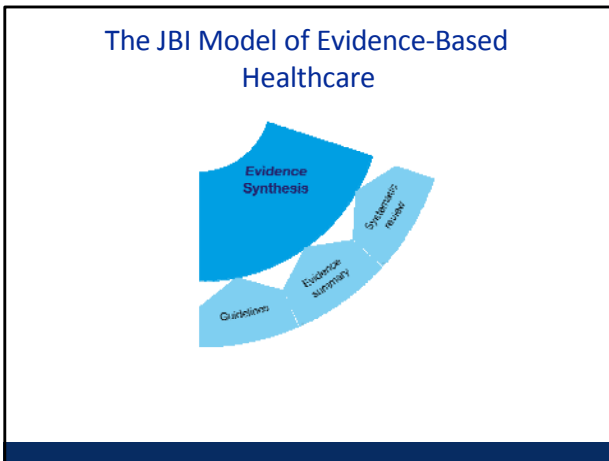 The JBI Model of Evidence-Based
Healthcare
Evidence
Synthesis
Systematic
review
Evidence
summary
Guidelines